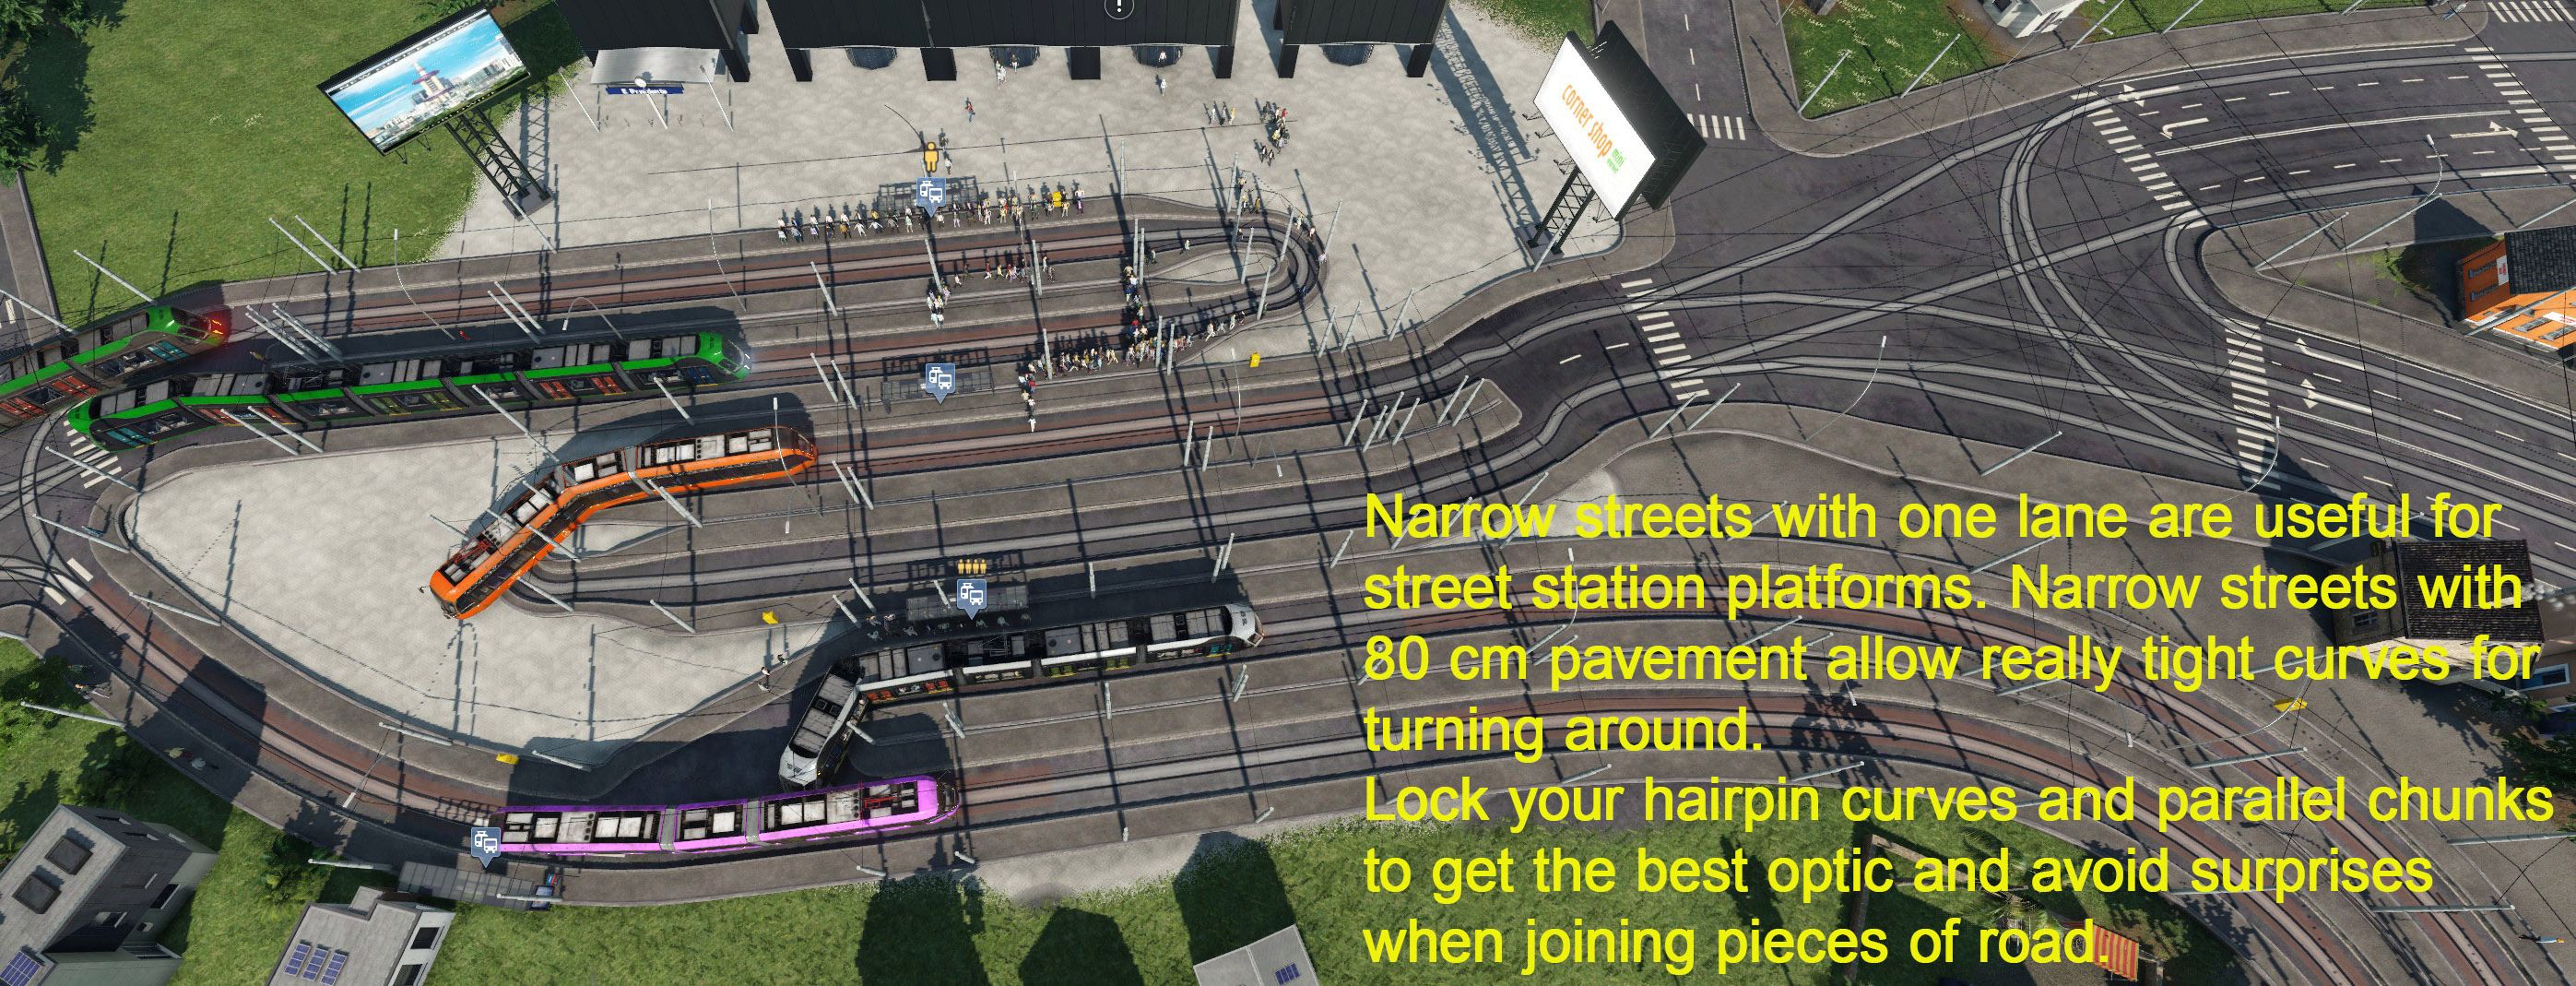 corner shop
mini
Narrow streets with one lane are useful for
street station platforms. Narrow streets with
80 cm pavement allow really tight curves for
turning around.
Lock your hairpin curves and parallel chunks
to get the best optic and avoid surprises
when joining pieces of road.